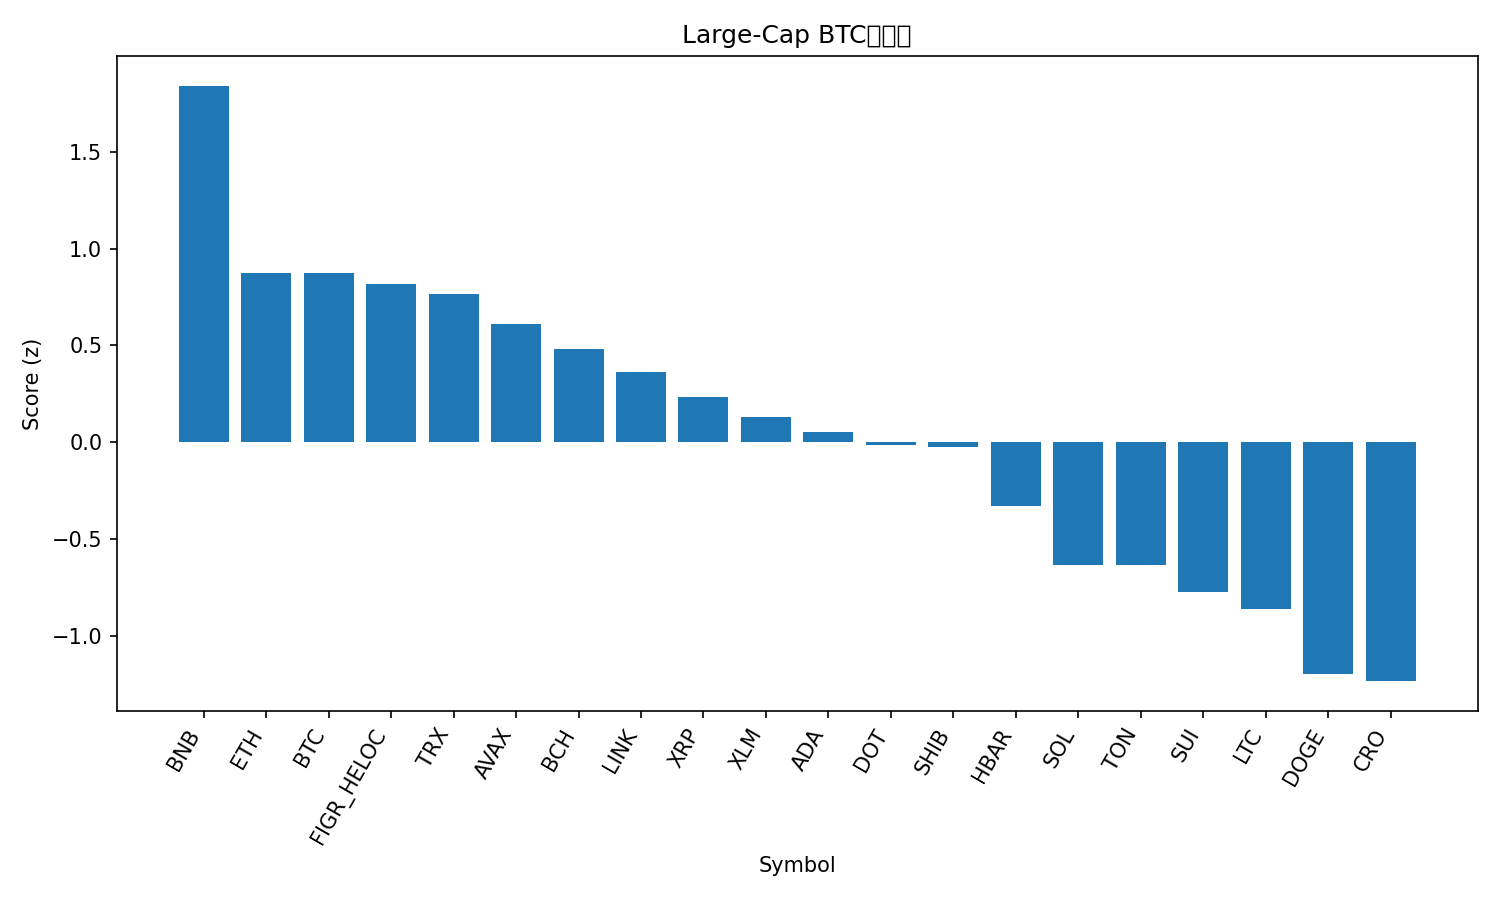 Large-Cap BTC
Score (z)
1.5
1.0
0.5
0.0
−0.5
−1.0
BNB
ETH
BTC
FIGR_HELOC
TRX
AVAX
BCH
LINK
XRP
XLM
ADA
DOT
SHIB
HBAR
SOL
TON
SUI
LTC
DOGE
CRO
Symbol